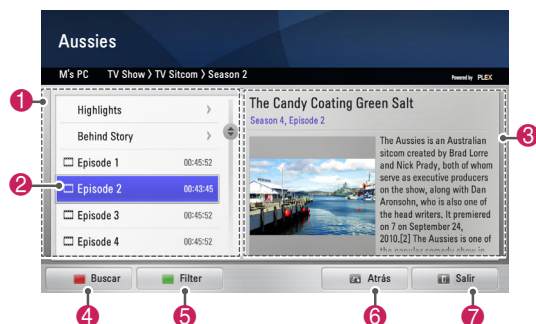 Aussies
M's PC TV Show 〉 TV Sitcom 〉 Season 2
Powered by PLEX
1
Highlights 〉
Behind Story 〉
Episode 1 00:45:52
2
Episode 2 00:43:45
Episode 3 00:45:52
Episode 4 00:45:52
The Candy Coating Green Salt
Season 4, Episode 2
3
The Aussies is an Australian
sitcom created by Brad Lorre
and Nick Prady, both of whom
serve as executive producers
on the show, along with Dan
Aronsohn, who is also one of
the head writers. It premiered
on 7 on September 24,
2010.[2] The Aussies is one of
the popular comedy show in
Buscar Filter Atrás Salir
4 5 6 7